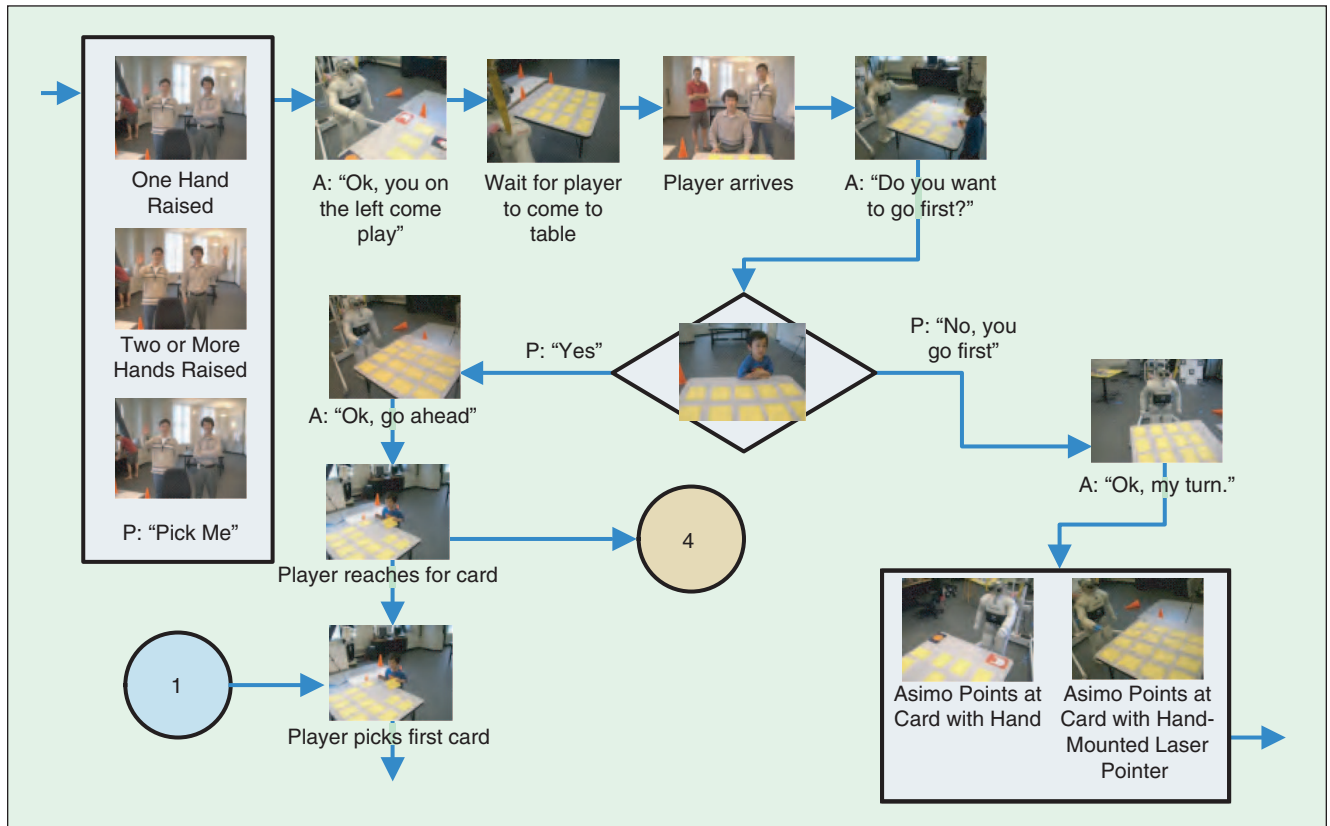 One Hand
Raised
Two or More
Hands Raised
P: “Pick Me”
A: “Ok, you on
the left come
play”
Wait for player
to come to
table
Player arrives
A: “Do you want
to go first?”
P: “Yes”
P: “No, you
go first”
A: “Ok, go ahead”
A: “Ok, my turn.”
Player reaches for card
4
1
Player picks first card
Asimo Points at
Card with Hand
Asimo Points at
Card with Hand-
Mounted Laser
Pointer